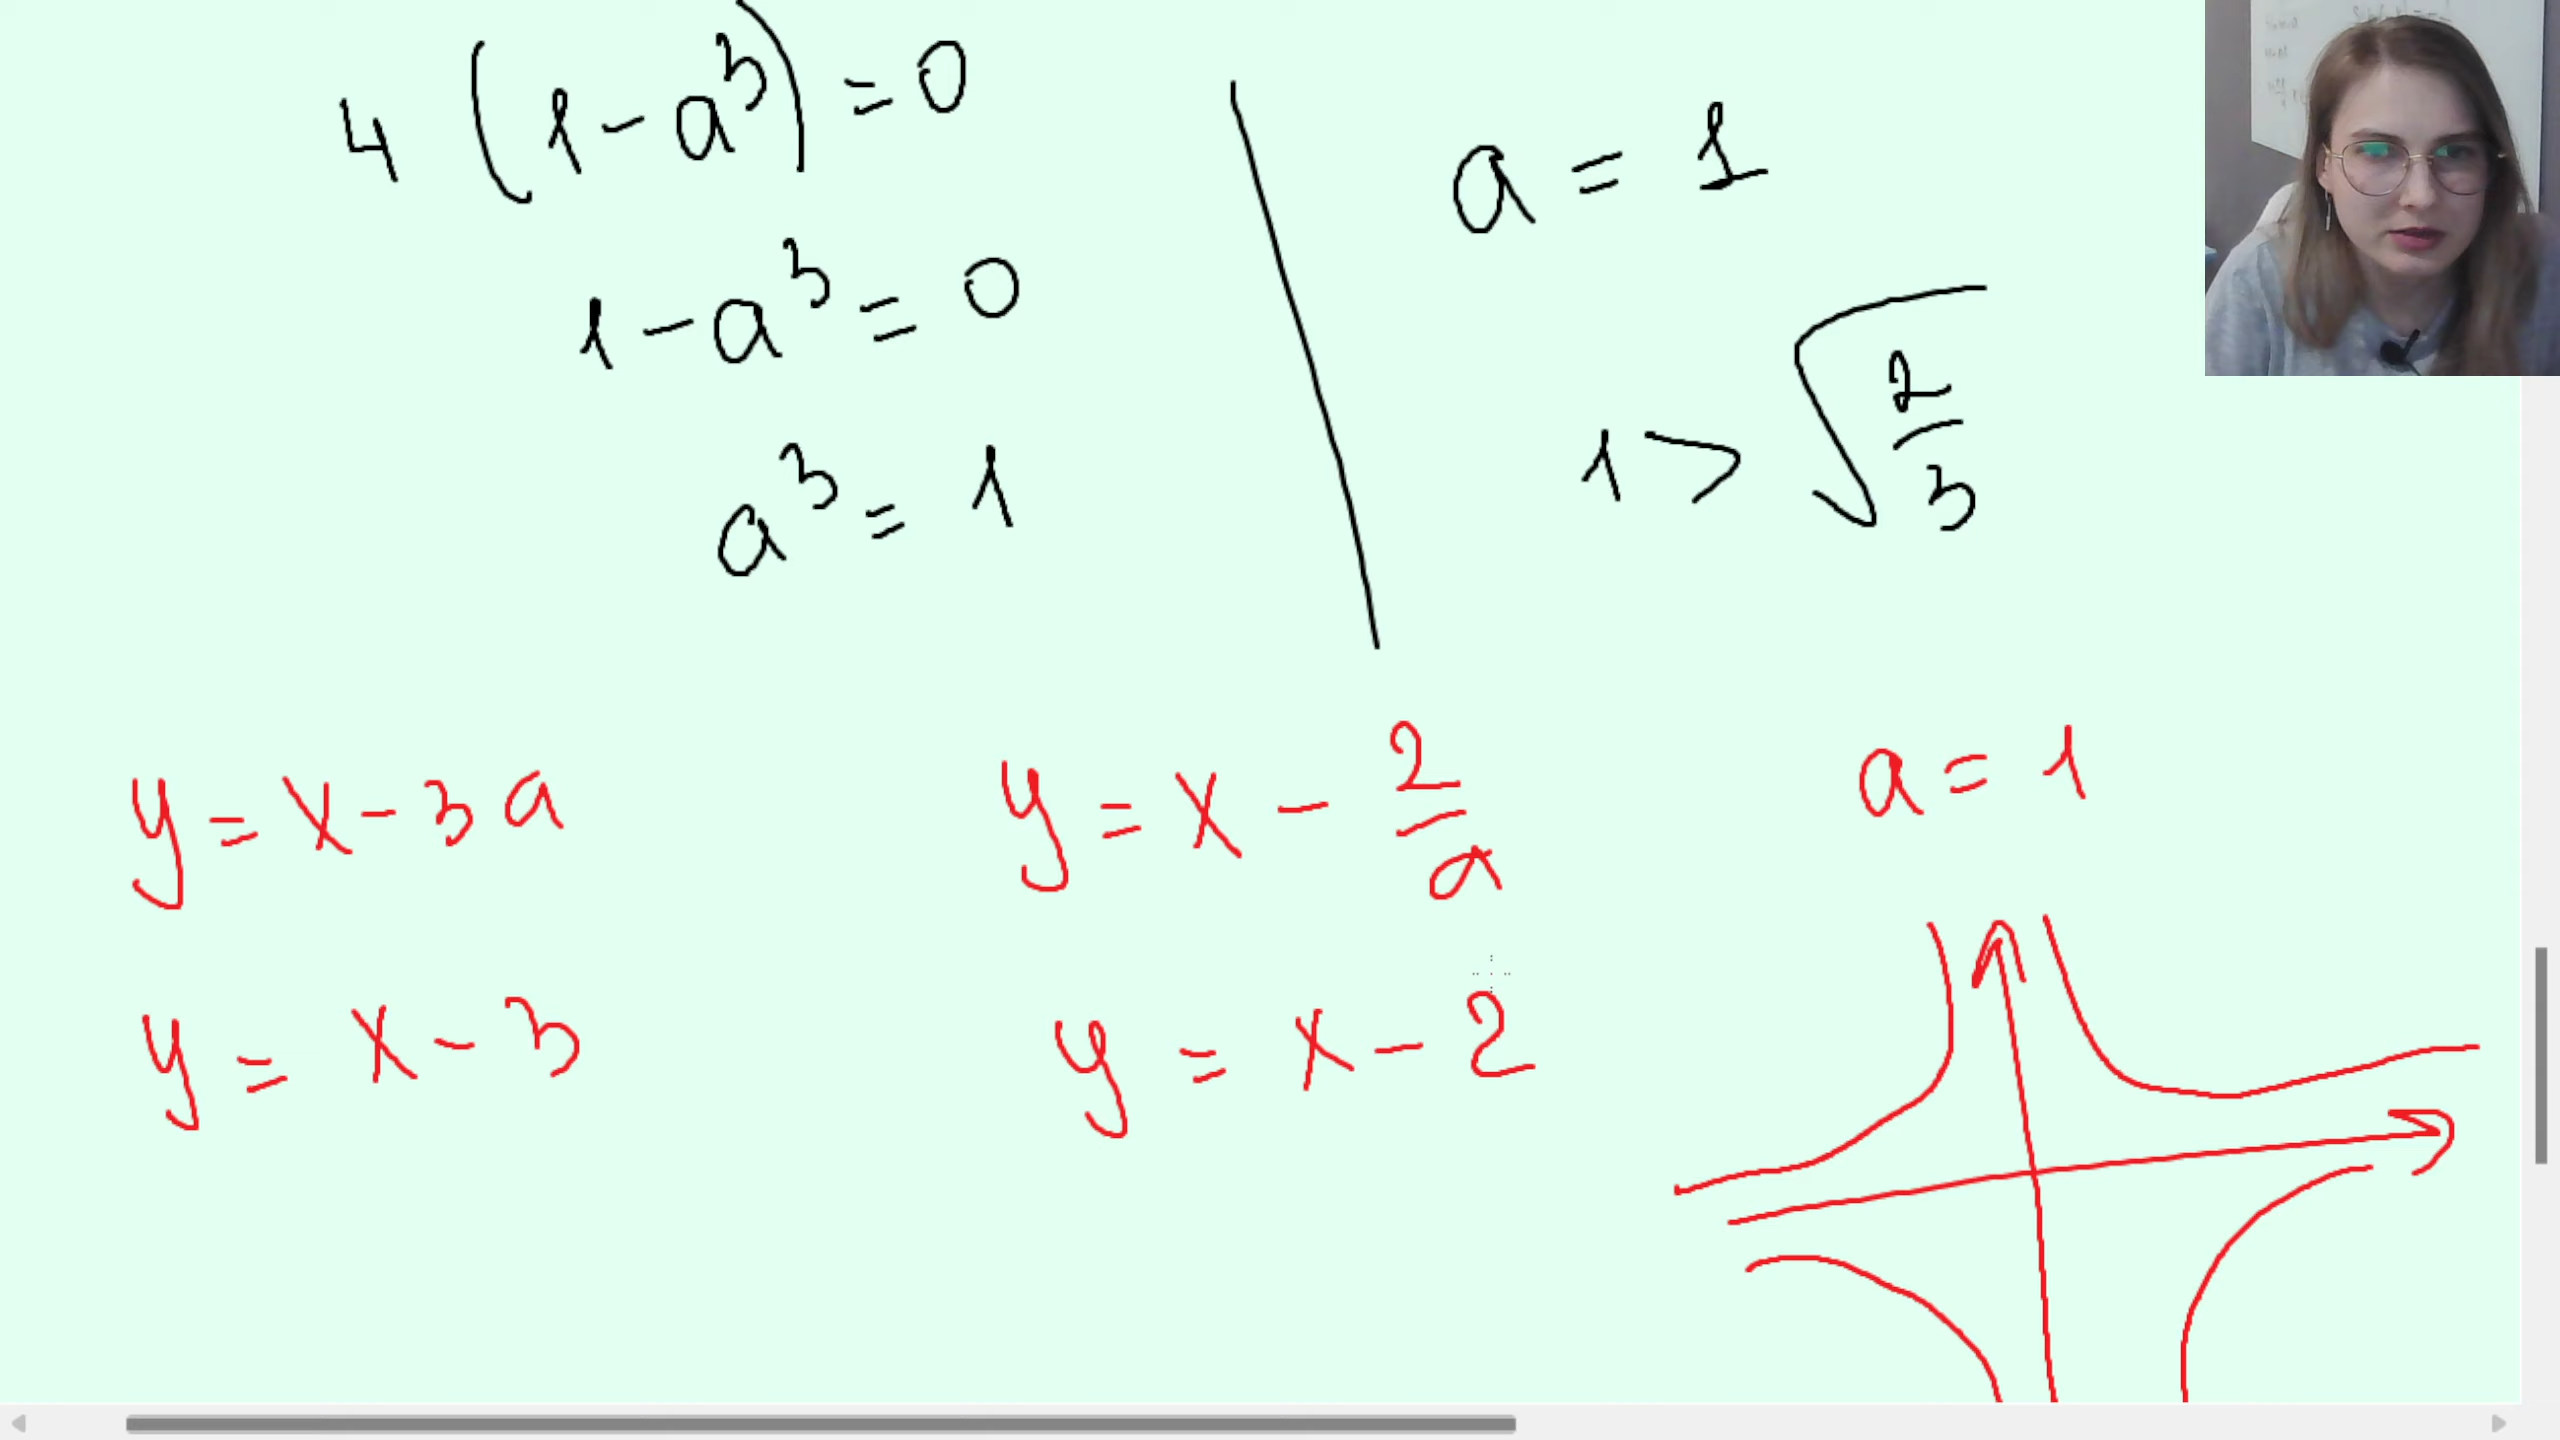 4 (1 - a³) = 0
1 - a³ = 0
a³ = 1
a = 1
1 > √(2/3)
y = x - 3a
y = x - 2/a
a = 1
y = x - 3
y = x - 2